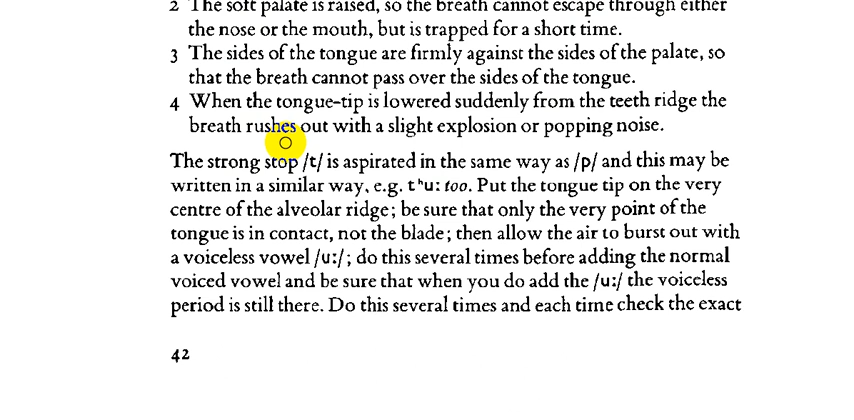 2 The soft palate is raised, so the breath cannot escape through either
the nose or the mouth, but is trapped for a short time.
3 The sides of the tongue are firmly against the sides of the palate, so
that the breath cannot pass over the sides of the tongue.
4 When the tongue-tip is lowered suddenly from the teeth ridge the
breath rushes out with a slight explosion or popping noise.
The strong stop /t/ is aspirated in the same way as /p/ and this may be
written in a similar way, e.g. tʰuː too. Put the tongue tip on the very
centre of the alveolar ridge; be sure that only the very point of the
tongue is in contact, not the blade; then allow the air to burst out with
a voiceless vowel /uː/; do this several times before adding the normal
voiced vowel and be sure that when you do add the /uː/ the voiceless
period is still there. Do this several times and each time check the exact
42